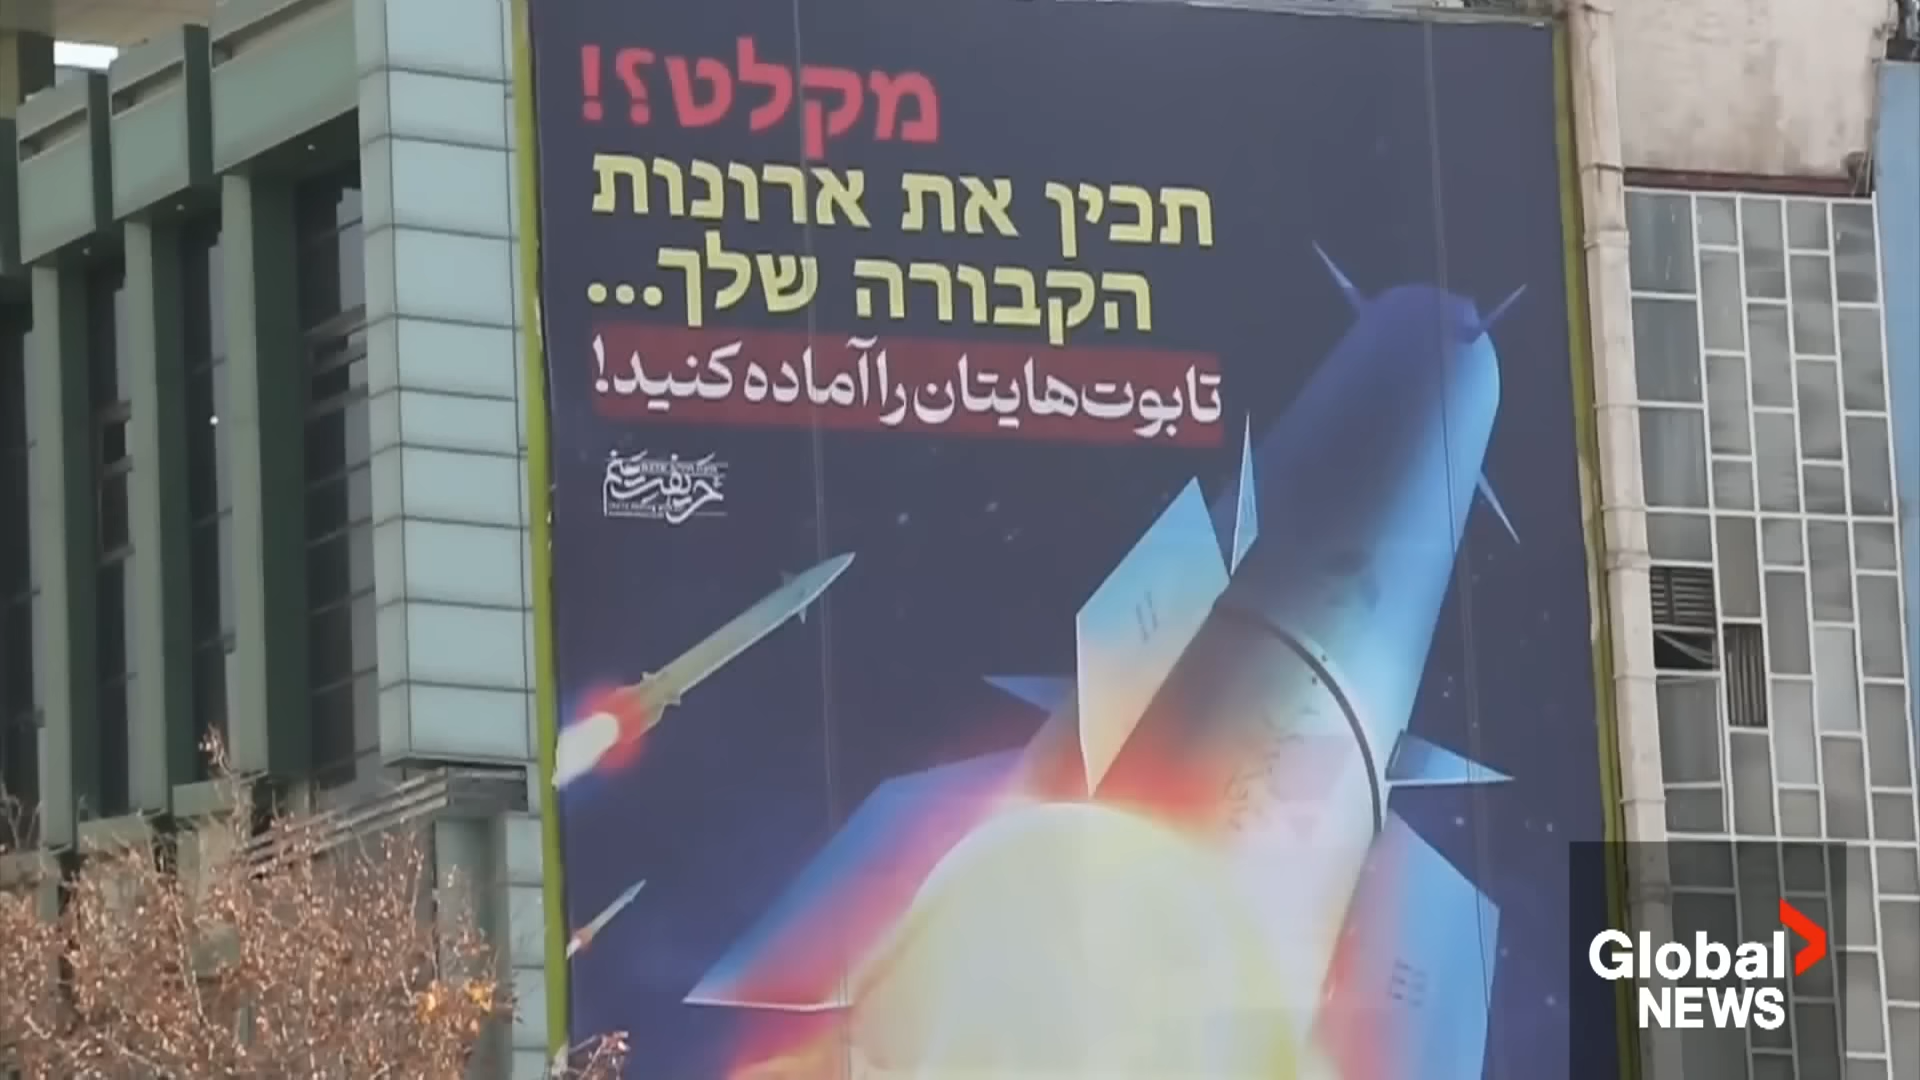 מקלט؟!
תכין את ארונות
הקבורה שלך...
تابوت‌هایتان را آماده کنید!
Global
NEWS